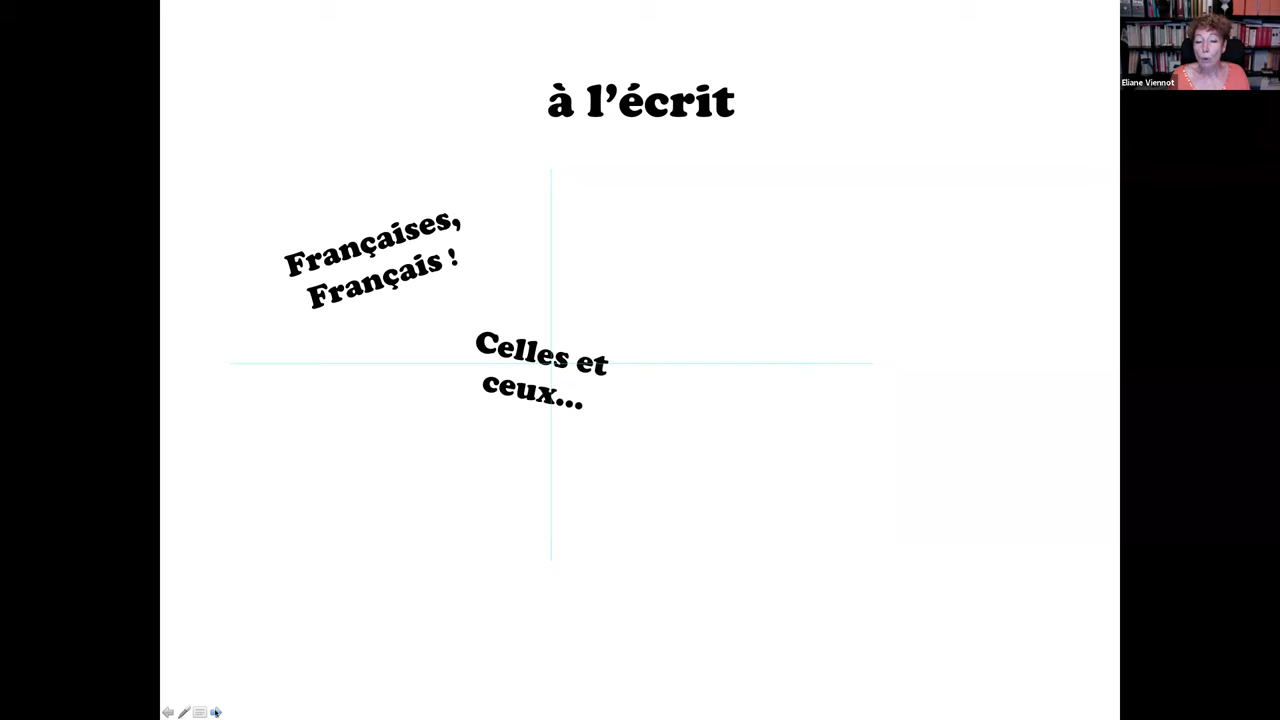 à l’écrit
Eliane Viennot
Françaises,
Français !
Celles et
ceux...